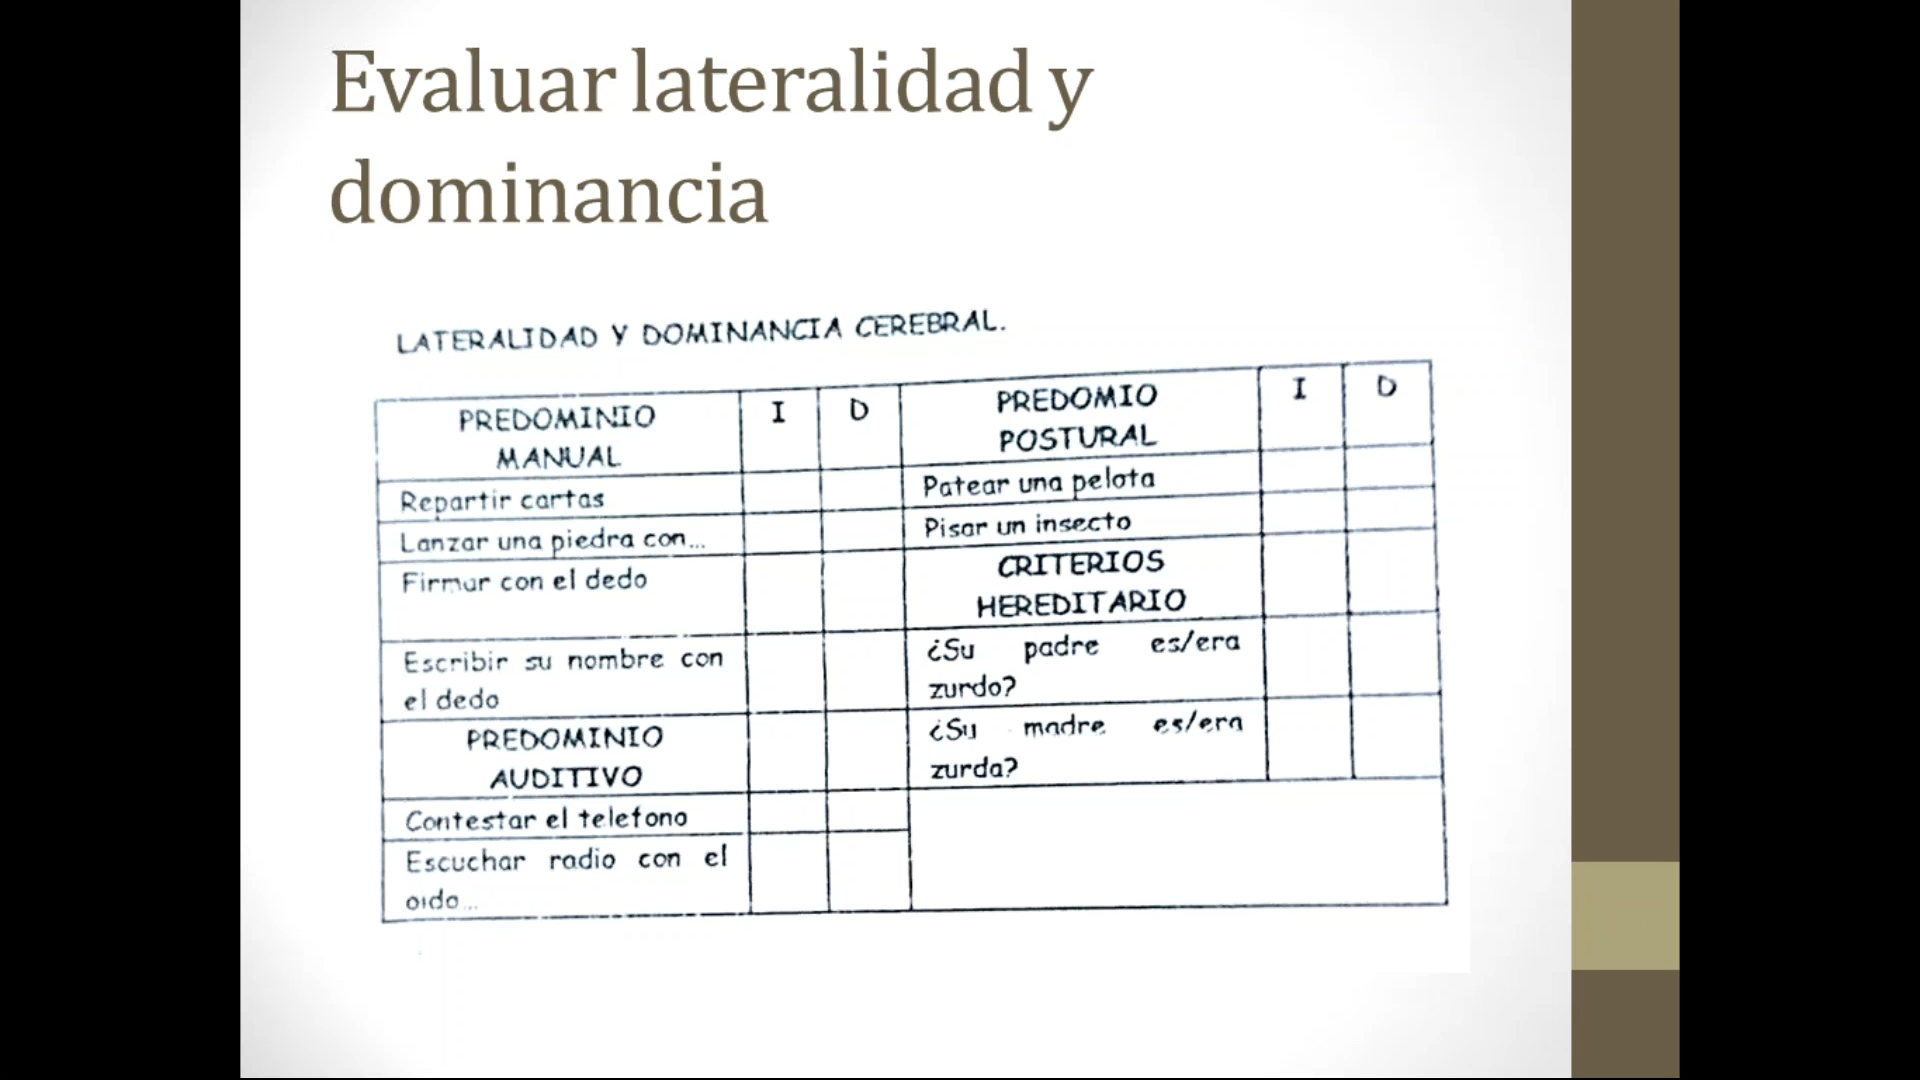 Evaluar lateralidad y
dominancia
LATERALIDAD Y DOMINANCIA CEREBRAL.
PREDOMINIO
MANUAL
I
D
Repartir cartas
Lanzar una piedra con...
Firmar con el dedo
Escribir su nombre con
el dedo
PREDOMINIO
AUDITIVO
Contestar el telefono
Escuchar radio con el
oido...
PREDOMIO
POSTURAL
I
D
Patear una pelota
Pisar un insecto
CRITERIOS
HEREDITARIO
¿Su padre es/era
zurdo?
¿Su madre es/era
zurda?